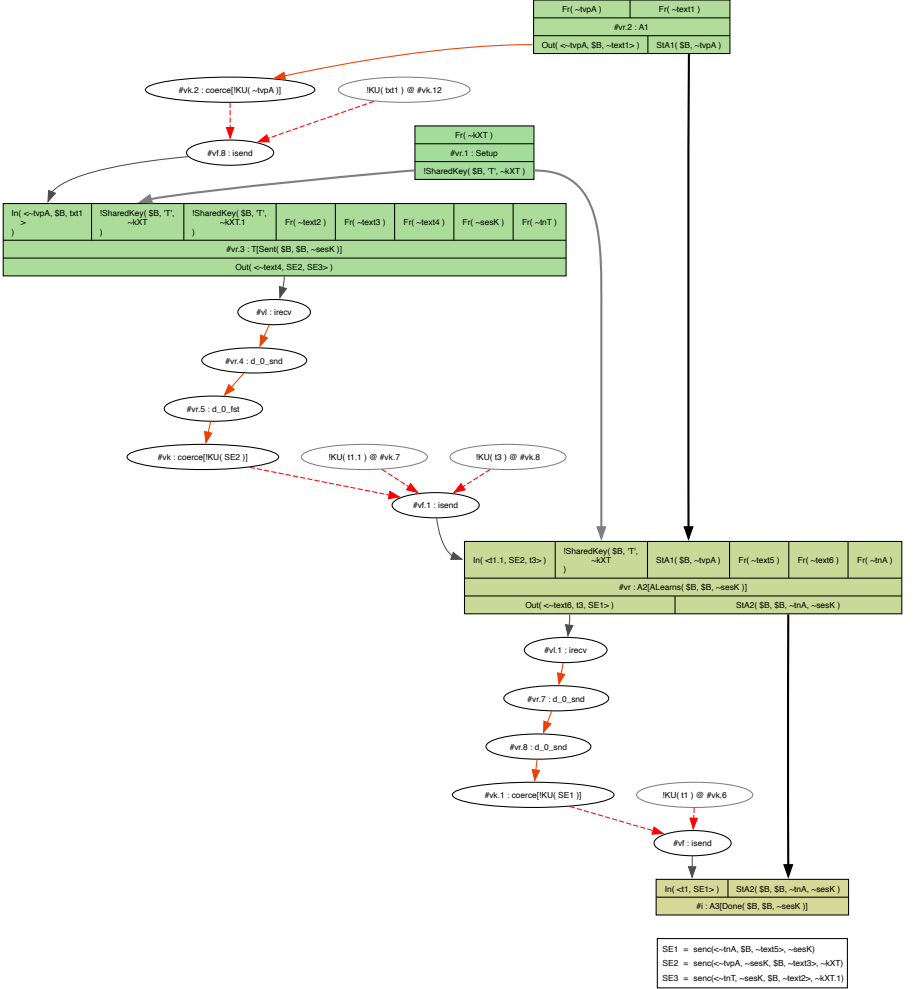 Fr( ~tvpA ) Fr( ~text1 )
#vr.2 : A1
Out( <~tvpA, $B, ~text1> ) StA1( $B, ~tvpA )
#vk.2 : coerce[!KU( ~tvpA )] !KU( txt1 ) @ #vk.12
Fr( ~kXT )
#vf.8 : isend #vr.1 : Setup
!SharedKey( $B, 'T', ~kXT )
In( <~tvpA, $B, txt1
>
)
!SharedKey( $B, 'T',
~kXT
)
!SharedKey( $B, 'T',
~kXT.1
)
Fr( ~text2 ) Fr( ~text3 ) Fr( ~text4 ) Fr( ~sesK ) Fr( ~tnT )
#vr.3 : T[Sent( $B, $B, ~sesK )]
Out( <~text4, SE2, SE3> )
#vl : irecv
#vr.4 : d_0_snd
#vr.5 : d_0_fst
#vk : coerce[!KU( SE2 )] !KU( t1.1 ) @ #vk.7 !KU( t3 ) @ #vk.8
#vf.1 : isend
In( <t1.1, SE2, t3> )
!SharedKey( $B, 'T',
~kXT
)
StA1( $B, ~tvpA ) Fr( ~text5 ) Fr( ~text6 ) Fr( ~tnA )
#vr : A2[ALearns( $B, $B, ~sesK )]
Out( <~text6, t3, SE1> ) StA2( $B, $B, ~tnA, ~sesK )
#vl.1 : irecv
#vr.7 : d_0_snd
#vr.8 : d_0_snd
#vk.1 : coerce[!KU( SE1 )] !KU( t1 ) @ #vk.6
#vf : isend
In( <t1, SE1> ) StA2( $B, $B, ~tnA, ~sesK )
#i : A3[Done( $B, $B, ~sesK )]
SE1 = senc(<~tnA, $B, ~text5>, ~sesK)
SE2 = senc(<~tvpA, ~sesK, $B, ~text3>, ~kXT)
SE3 = senc(<~tnT, ~sesK, $B, ~text2>, ~kXT.1)